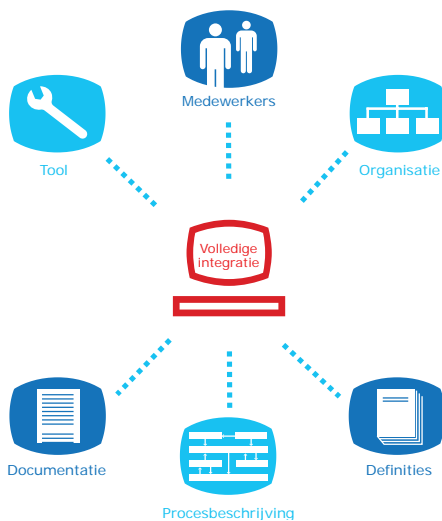 Medewerkers
Tool
Organisatie
Volledige
integratie
Documentatie
Definities
Procesbeschrijving